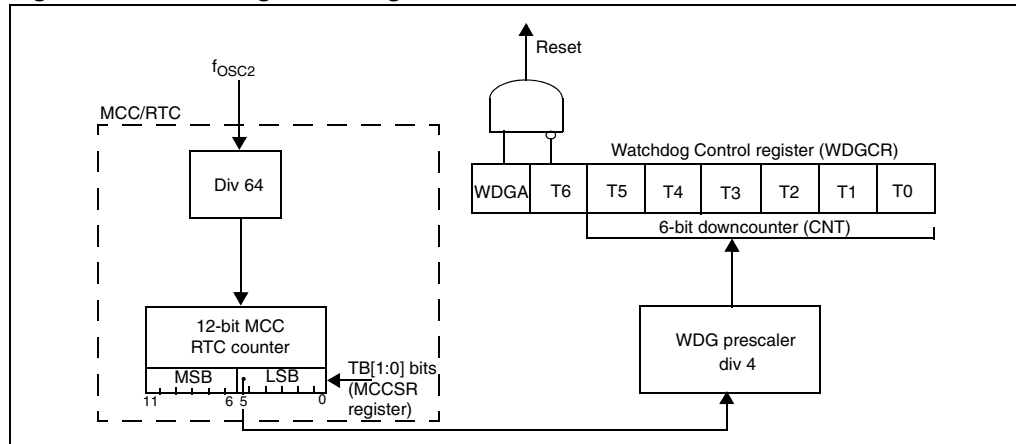 Reset
fOSC2
MCC/RTC
Div 64
Watchdog Control register (WDGCR)
WDGA T6 T5 T4 T3 T2 T1 T0
6-bit downcounter (CNT)
12-bit MCC
RTC counter
MSB LSB
11 6 5 0
TB[1:0] bits
(MCCSR
register)
WDG prescaler
div 4